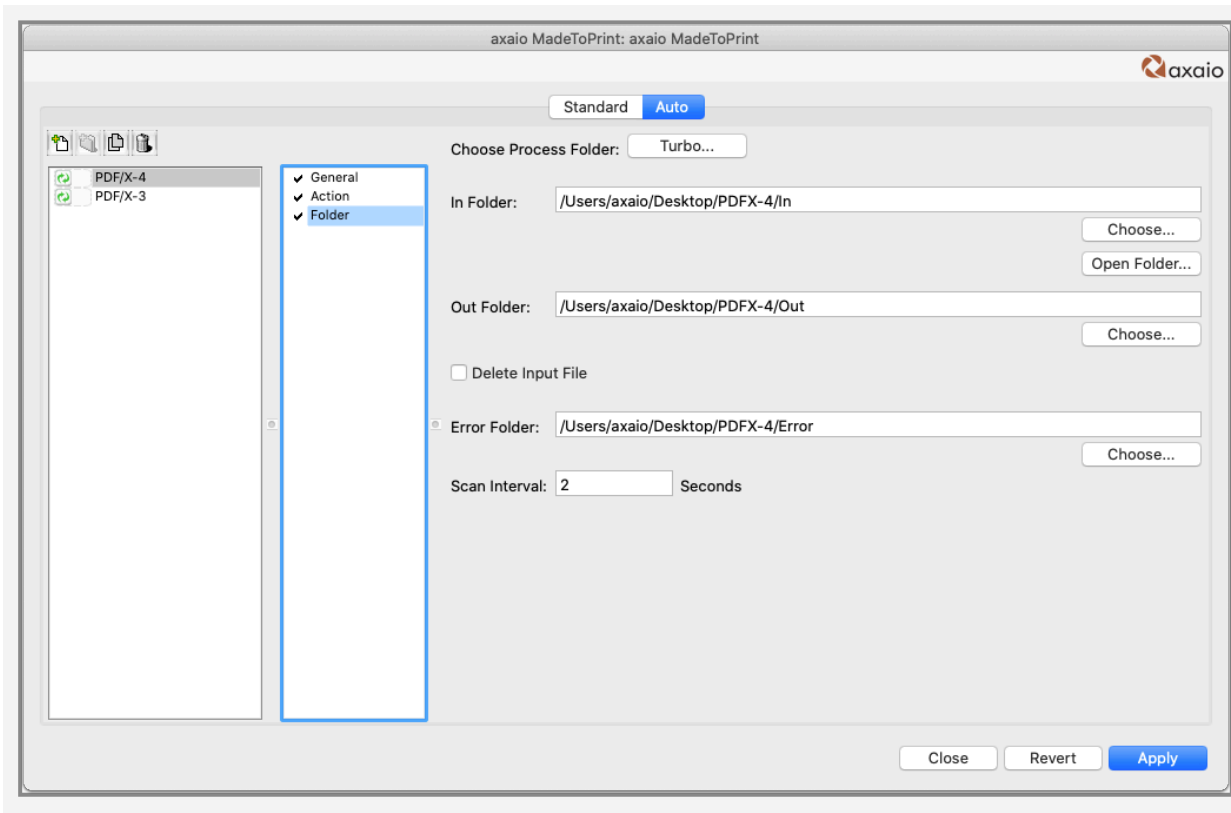 axaio MadeToPrint: axaio MadeToPrint
axaio
Standard Auto
Choose Process Folder: Turbo...
PDF/X-4
PDF/X-3
✔ General
✔ Action
✔ Folder
In Folder: /Users/axaio/Desktop/PDFX-4/In
Choose...
Open Folder...
Out Folder: /Users/axaio/Desktop/PDFX-4/Out
Choose...
Delete Input File
Error Folder: /Users/axaio/Desktop/PDFX-4/Error
Choose...
Scan Interval: 2 Seconds
Close Revert Apply